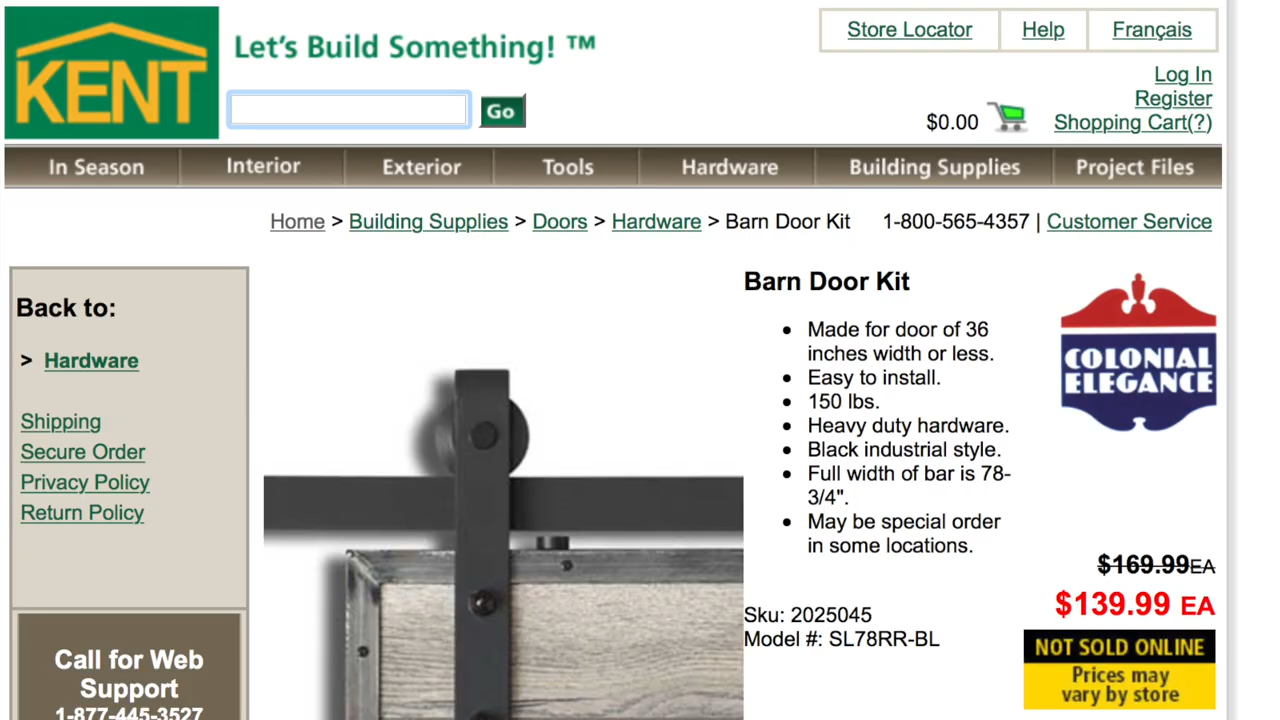 KENT
Let's Build Something! ™
Store Locator
Help
Français
Log In
Register
$0.00
Shopping Cart(?)
Go
In Season
Interior
Exterior
Tools
Hardware
Building Supplies
Project Files
Home > Building Supplies > Doors > Hardware > Barn Door Kit
1-800-565-4357 | Customer Service
Back to:
> Hardware
Shipping
Secure Order
Privacy Policy
Return Policy
Call for Web
Support
1-877-445-3527
Barn Door Kit
• Made for door of 36
inches width or less.
• Easy to install.
• 150 lbs.
• Heavy duty hardware.
• Black industrial style.
• Full width of bar is 78-
3/4".
• May be special order
in some locations.
Sku: 2025045
Model #: SL78RR-BL
COLONIAL
ELEGANCE
$169.99EA
$139.99 EA
NOT SOLD ONLINE
Prices may
vary by store